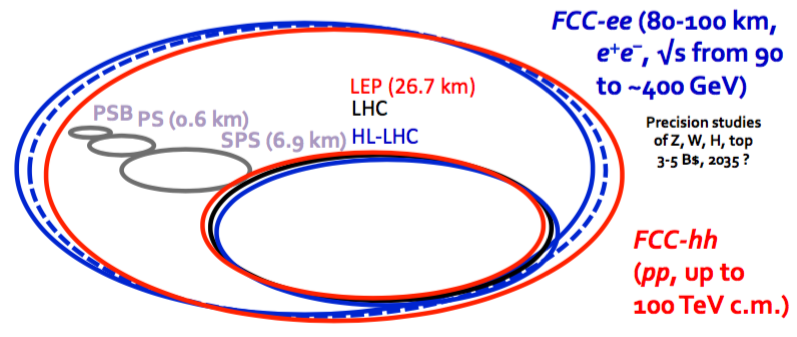 FCC-ee (80-100 km,
e⁺e⁻, √s from 90
to ~400 GeV)
Precision studies
of Z, W, H, top
3-5 B$, 2035 ?
LEP (26.7 km)
LHC
HL-LHC
PSB PS (0.6 km)
SPS (6.9 km)
FCC-hh
(pp, up to
100 TeV c.m.)